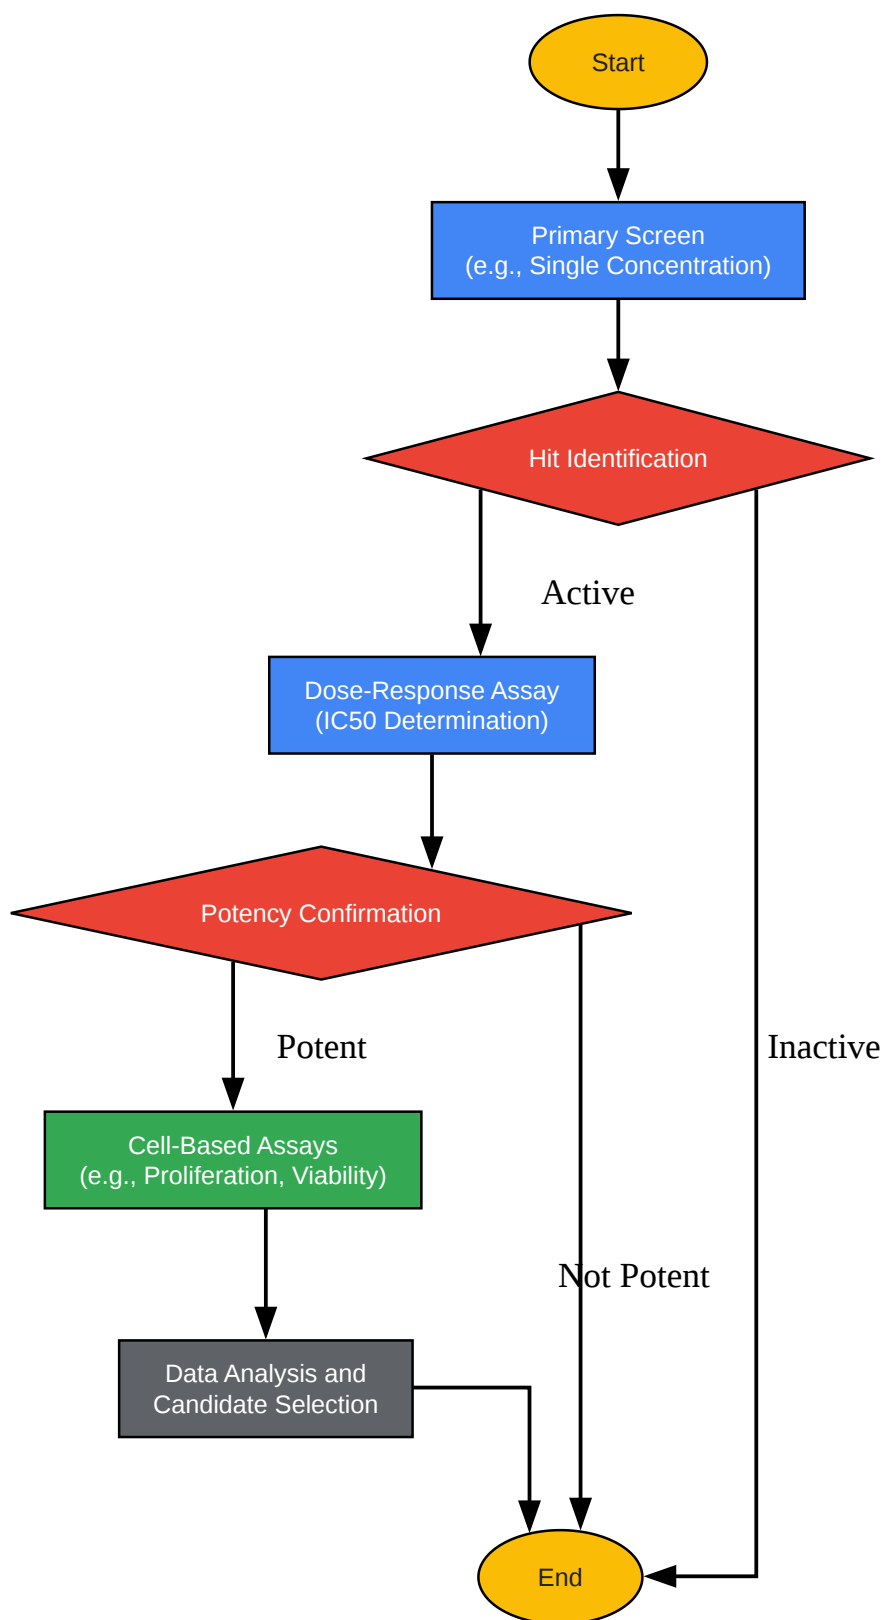 Start
Primary Screen
(e.g., Single Concentration)
Hit Identification
Active
Dose-Response Assay
(IC50 Determination)
Potency Confirmation
Potent
Inactive
Cell-Based Assays
(e.g., Proliferation, Viability)
Not Potent
Data Analysis and
Candidate Selection
End